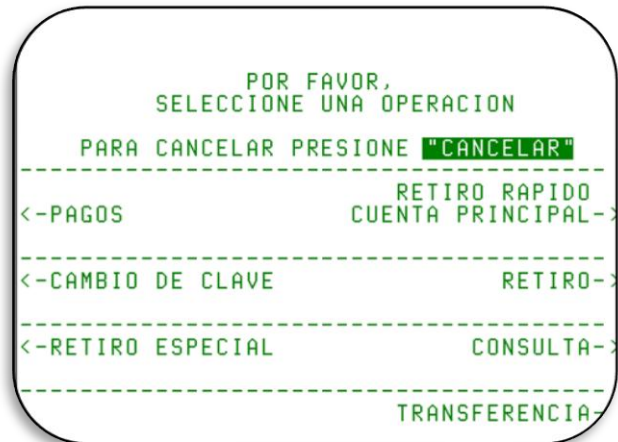 POR FAVOR,
SELECCIONE UNA OPERACION
PARA CANCELAR PRESIONE "CANCELAR"
RETIRO RAPIDO
<-PAGOS CUENTA PRINCIPAL->
<-CAMBIO DE CLAVE RETIRO->
<-RETIRO ESPECIAL CONSULTA->
TRANSFERENCIA->